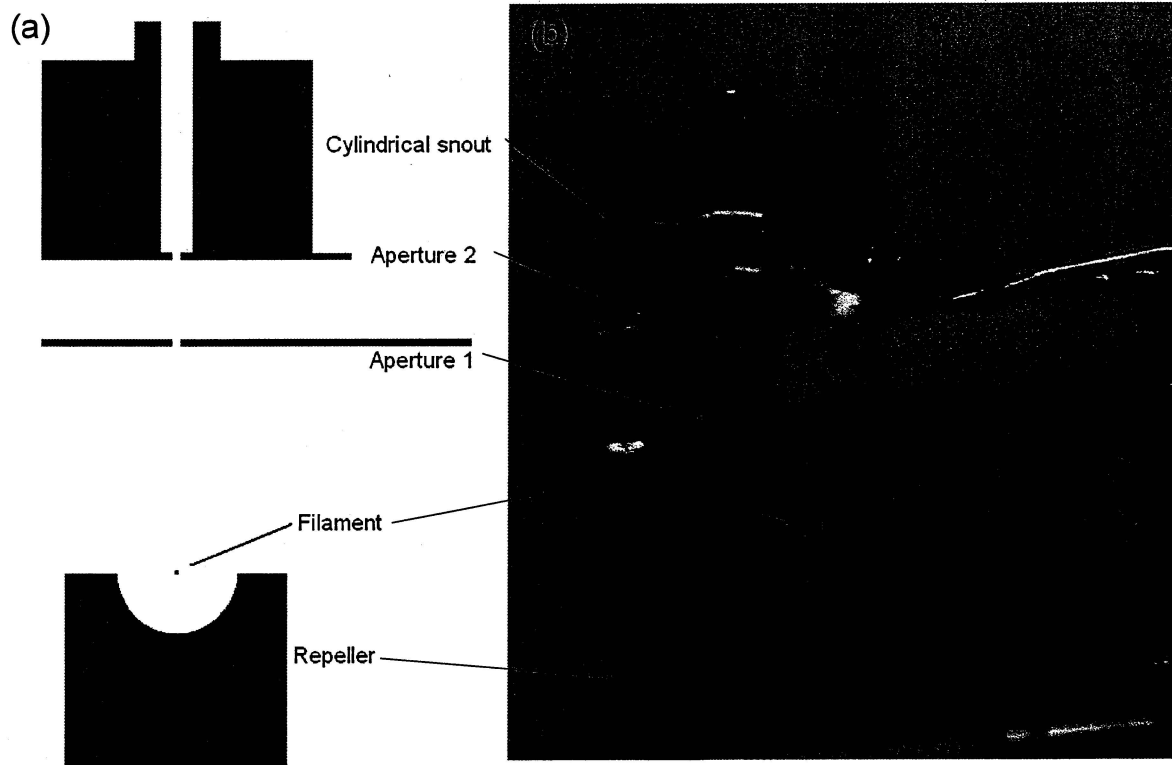 (a)
(b)
Cylindrical snout
Aperture 2
Aperture 1
Filament
Repeller